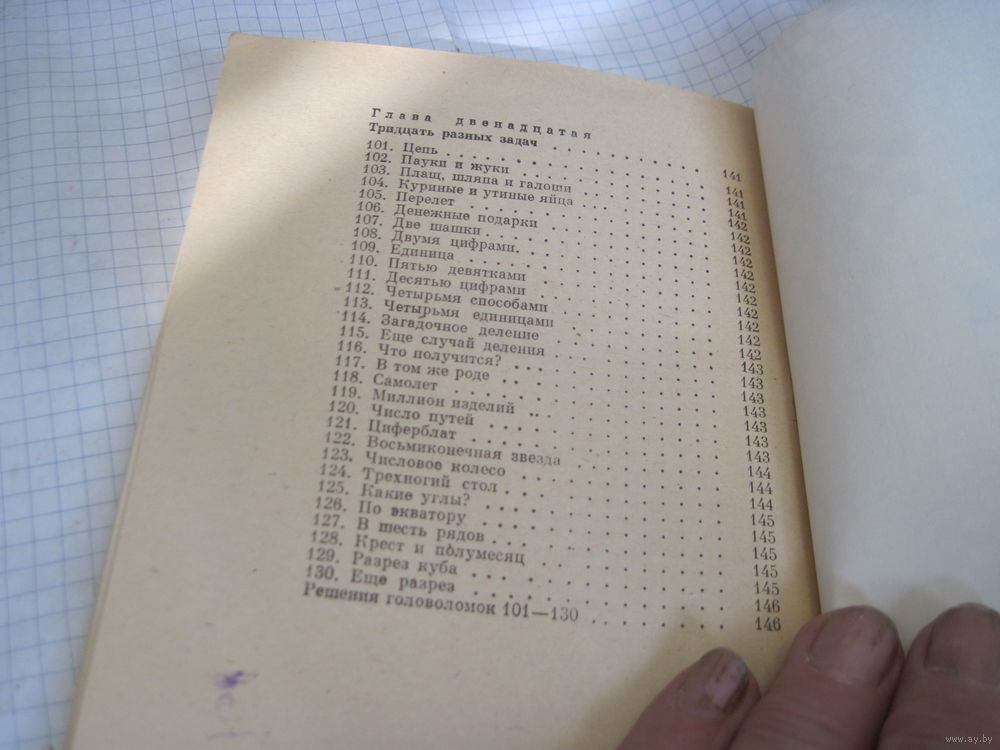 Глава двенадцатая
Тридцать разных задач . . . . . . . . . 141
101. Цепь . . . . . . . . . . . 141
102. Пауки и жуки . . . . . . . . 141
103. Плащ, шляпа и галоши . . . . . . 141
104. Куриные и утиные яйца . . . . . . 142
105. Перелет . . . . . . . . . . 142
106. Денежные подарки . . . . . . . 142
107. Две шашки . . . . . . . . . 142
108. Двумя цифрами . . . . . . . . 142
109. Единица . . . . . . . . . . 142
110. Пятью девятками . . . . . . . 142
111. Десятью цифрами . . . . . . . 142
112. Четырьмя способами . . . . . . 142
113. Четырьмя единицами . . . . . . 142
114. Загадочное деление . . . . . . 142
115. Еще случай деления . . . . . . 143
116. Что получится? . . . . . . . . 143
117. В том же роде . . . . . . . . 143
118. Самолет . . . . . . . . . . 143
119. Миллион изделий . . . . . . . 143
120. Число путей . . . . . . . . . 143
121. Циферблат . . . . . . . . . 143
122. Восьмиконечная звезда . . . . . 144
123. Числовое колесо . . . . . . . 144
124. Трехногий стол . . . . . . . . 144
125. Какие углы? . . . . . . . . . 145
126. По экватору . . . . . . . . . 145
127. В шесть рядов . . . . . . . . 145
128. Крест и полумесяц . . . . . . . 145
129. Разрез куба . . . . . . . . . 145
130. Еще разрез . . . . . . . . . 146
Решения головоломок 101—130 . . . . . . 146
www.ay.by